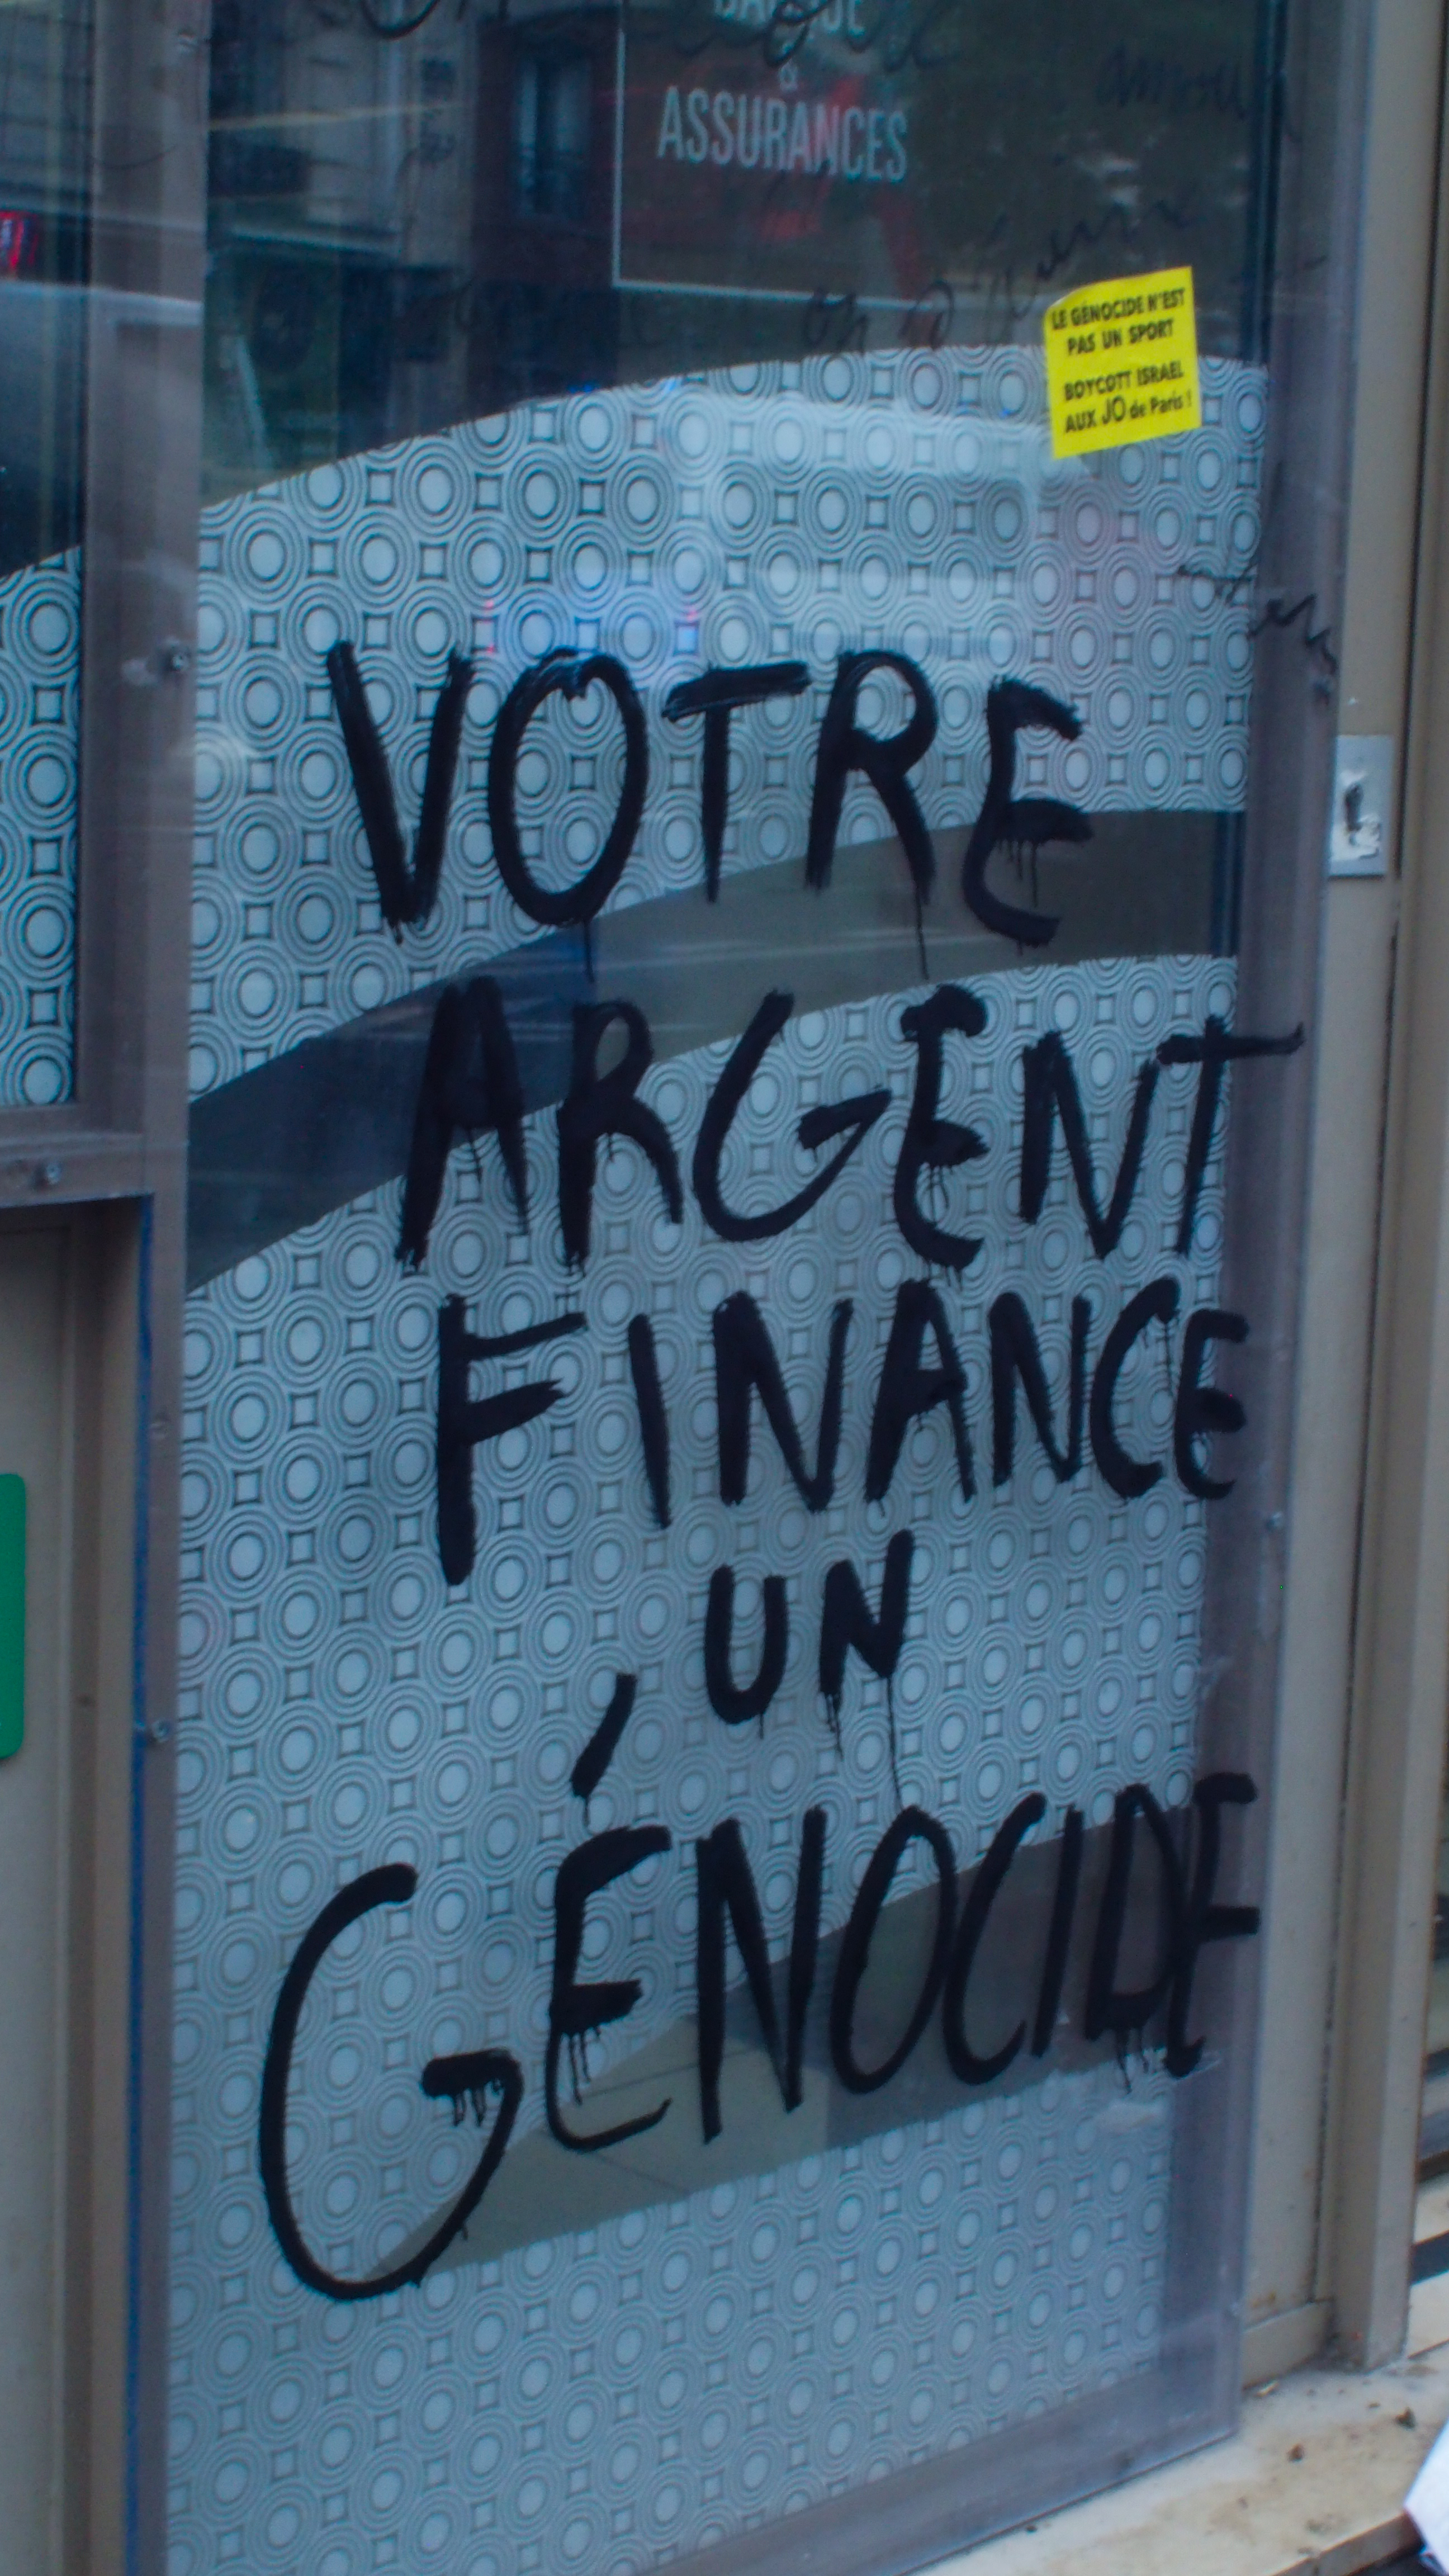 &
ASSURANCES
LE GÉNOCIDE N'EST
PAS UN SPORT
BOYCOTT ISRAEL
AUX JO de Paris !
VOTRE
ARGENT
FINANCE
UN
GÉNOCIDE